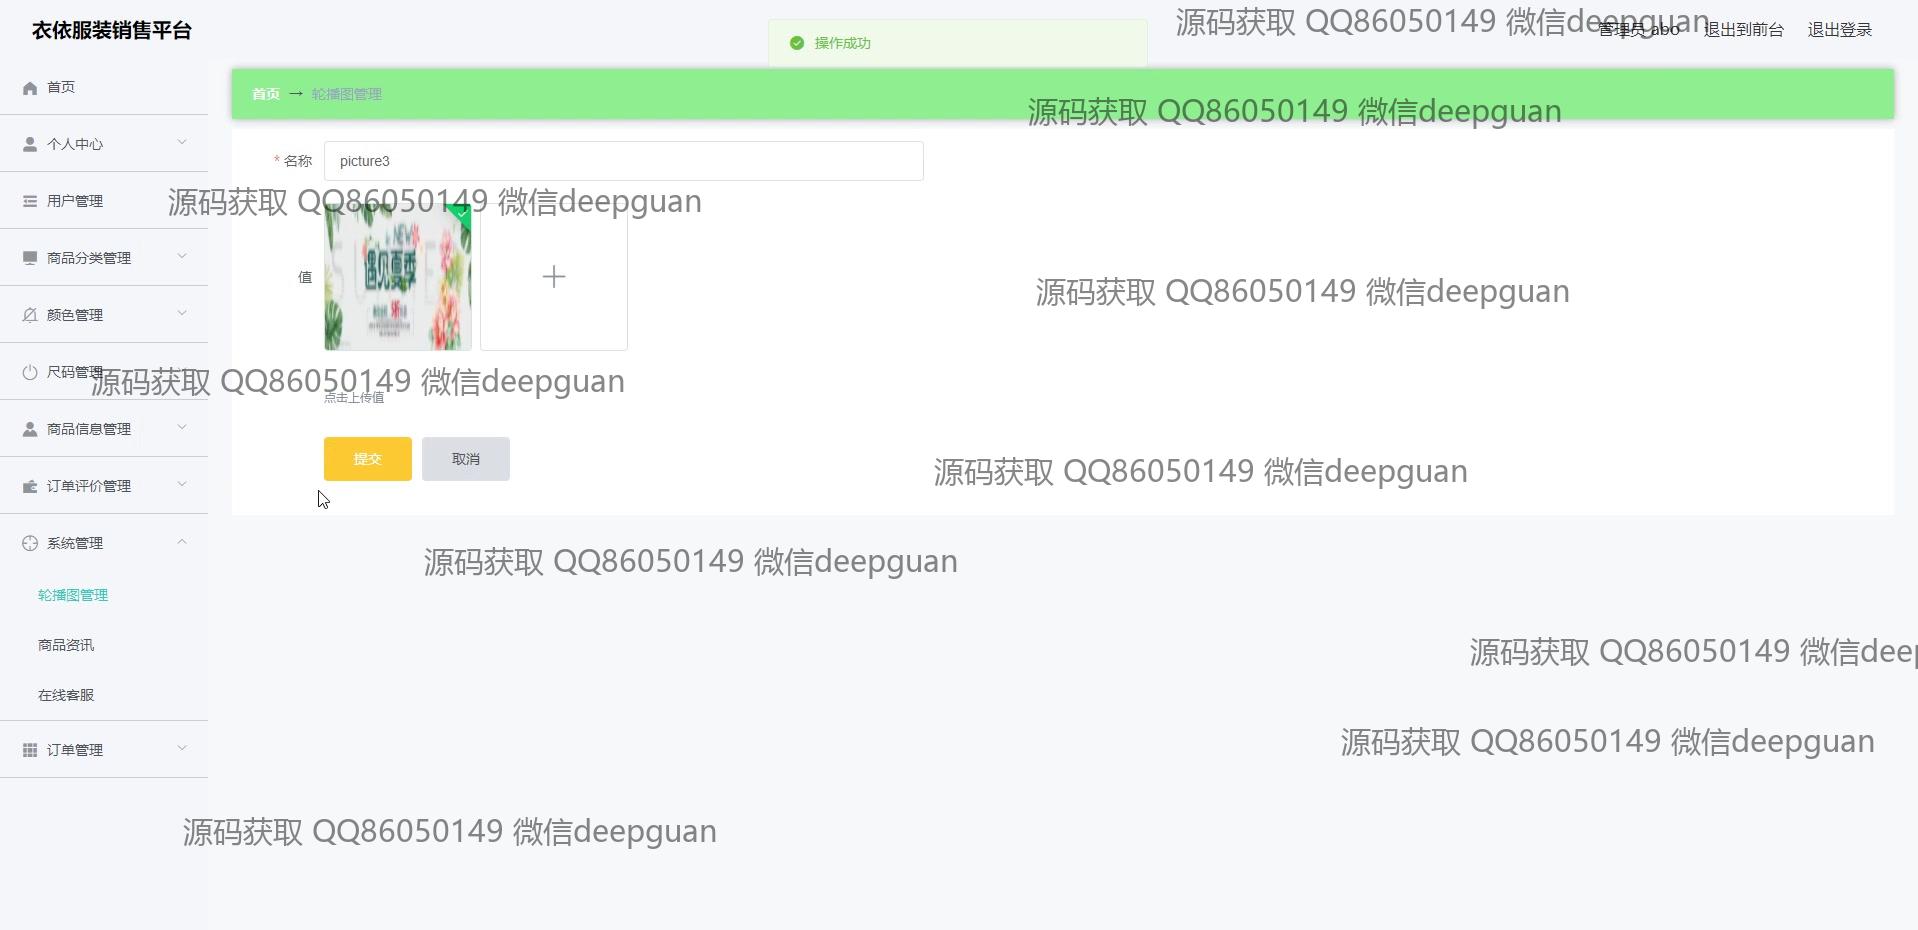 衣依服装销售平台
操作成功
源码获取 QQ86050149 微信deepguan
管理员 abo
退出到前台
退出登录
首页
首页 → 轮播图管理
源码获取 QQ86050149 微信deepguan
个人中心
* 名称
picture3
用户管理
源码获取 QQ86050149 微信deepguan
NEW
遇见夏季
值
商品分类管理
源码获取 QQ86050149 微信deepguan
颜色管理
尺码管理
源码获取 QQ86050149 微信deepguan
点击上传值
商品信息管理
提交
取消
源码获取 QQ86050149 微信deepguan
订单评价管理
系统管理
源码获取 QQ86050149 微信deepguan
轮播图管理
商品资讯
源码获取 QQ86050149 微信deep
在线客服
订单管理
源码获取 QQ86050149 微信deepguan
源码获取 QQ86050149 微信deepguan